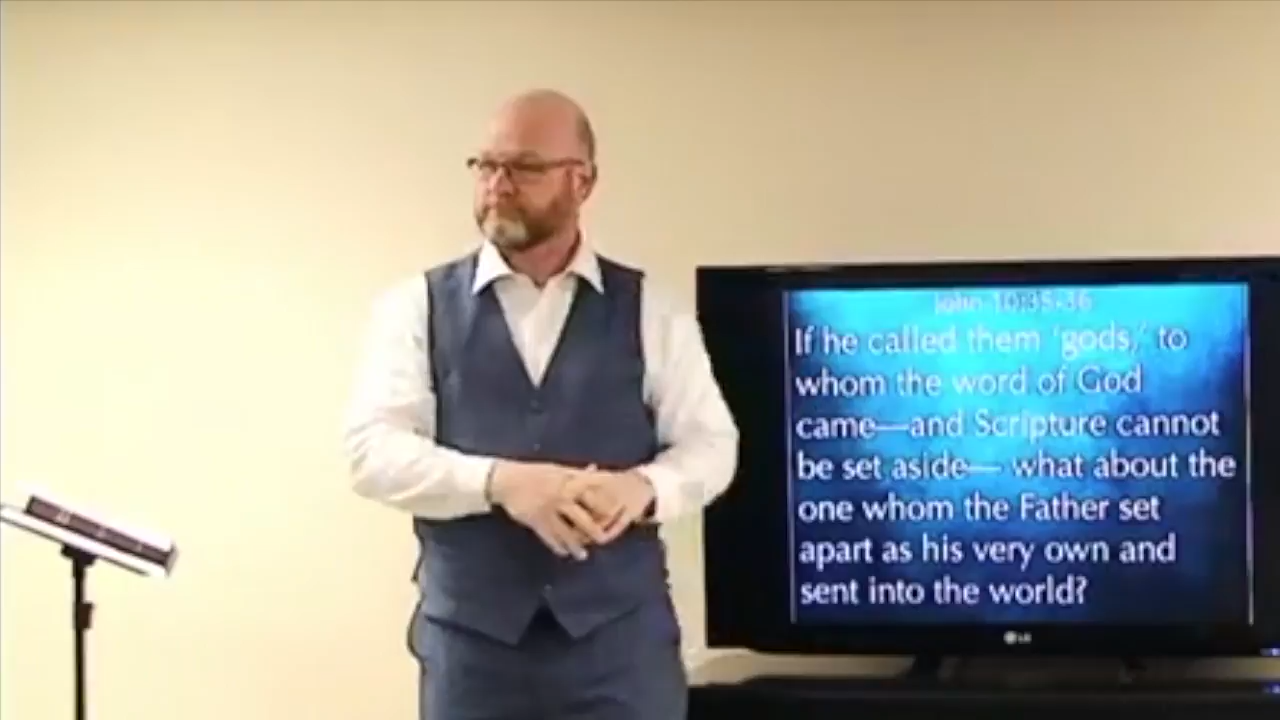 John 10:35-36
If he called them ‘gods,’ to
whom the word of God
came—and Scripture cannot
be set aside— what about the
one whom the Father set
apart as his very own and
sent into the world?
LG